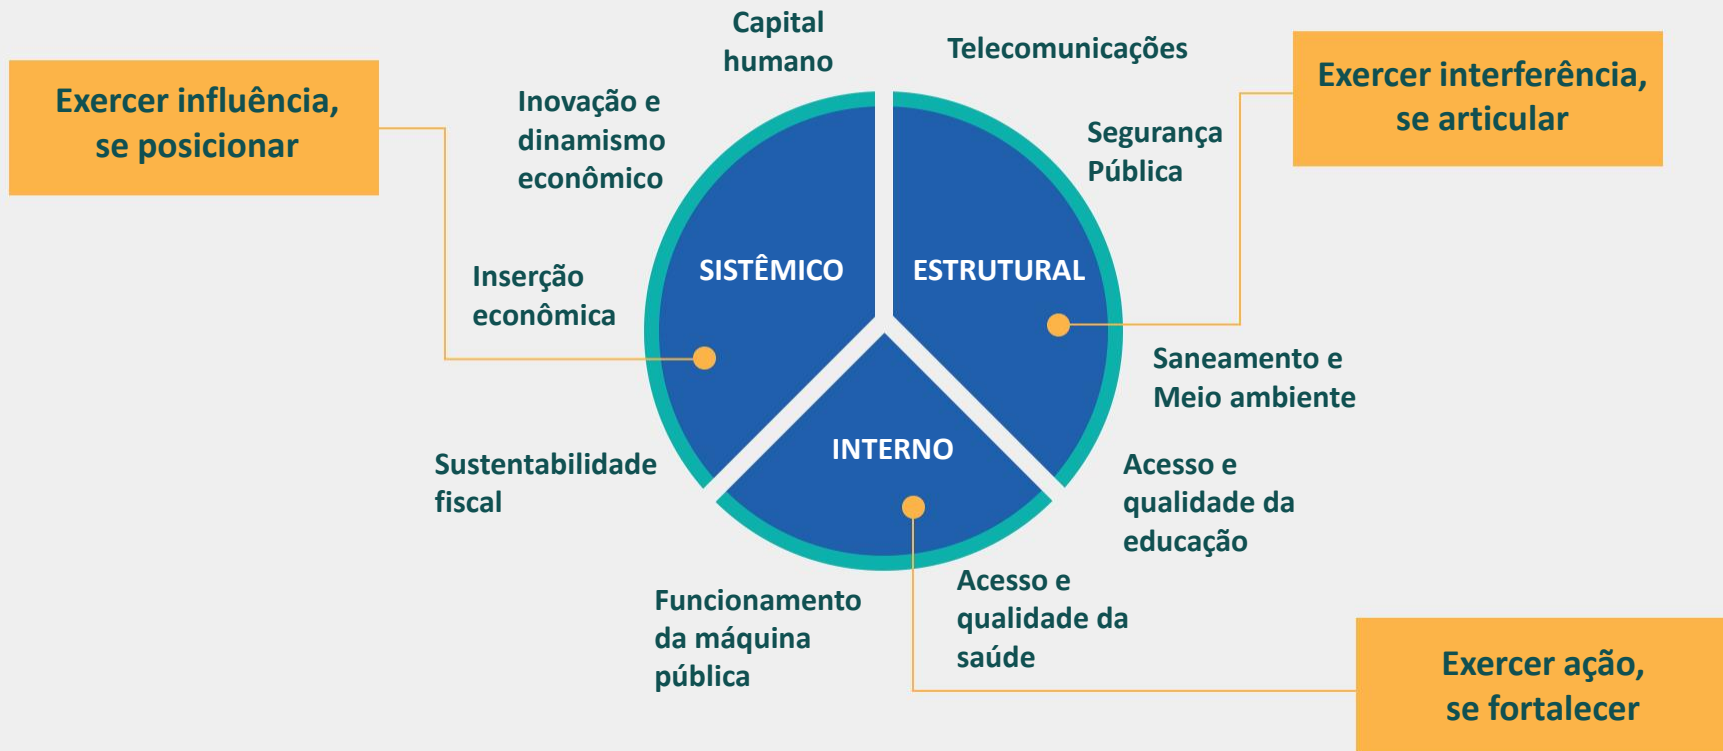 Capital
humano
Telecomunicações
Exercer influência,
se posicionar
Exercer interferência,
se articular
Inovação e
dinamismo
econômico
Segurança
Pública
SISTÊMICO
ESTRUTURAL
Inserção
econômica
Saneamento e
Meio ambiente
INTERNO
Sustentabilidade
fiscal
Acesso e
qualidade da
educação
Funcionamento
da máquina
pública
Acesso e
qualidade da
saúde
Exercer ação,
se fortalecer